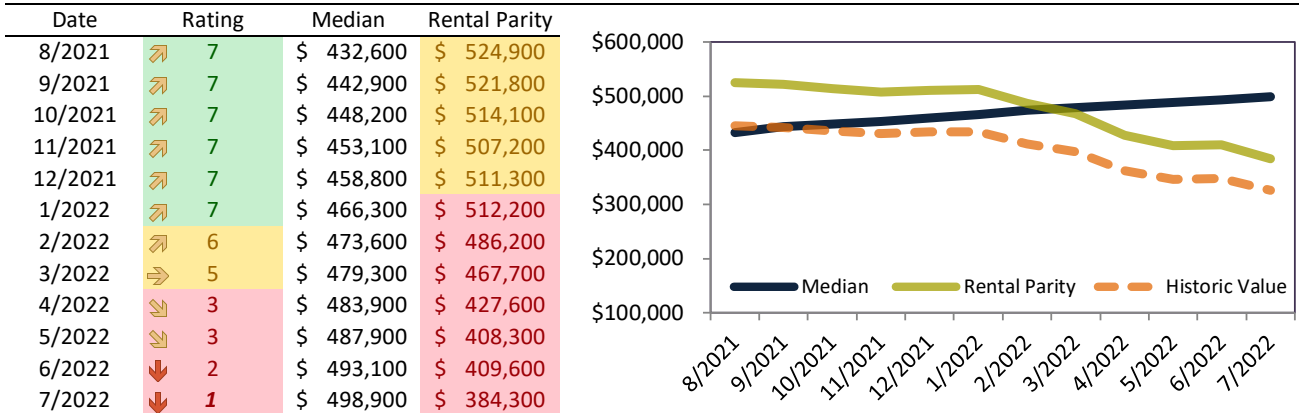 Date Rating Median Rental Parity
8/2021 7 $ 432,600 $ 524,900
9/2021 7 $ 442,900 $ 521,800
10/2021 7 $ 448,200 $ 514,100
11/2021 7 $ 453,100 $ 507,200
12/2021 7 $ 458,800 $ 511,300
1/2022 7 $ 466,300 $ 512,200
2/2022 6 $ 473,600 $ 486,200
3/2022 5 $ 479,300 $ 467,700
4/2022 3 $ 483,900 $ 427,600
5/2022 3 $ 487,900 $ 408,300
6/2022 2 $ 493,100 $ 409,600
7/2022 1 $ 498,900 $ 384,300
$600,000
$500,000
$400,000
$300,000
$200,000
$100,000
Median Rental Parity Historic Value
8/2021 9/2021 10/2021 11/2021 12/2021 1/2022 2/2022 3/2022 4/2022 5/2022 6/2022 7/2022